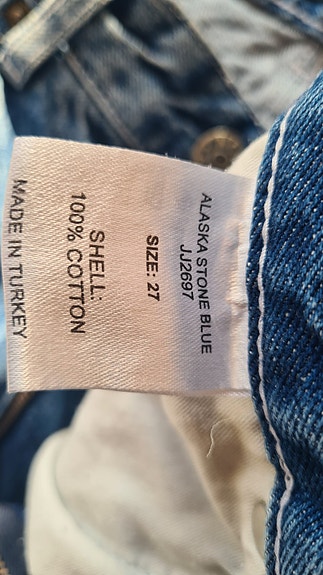 ALASKA STONE BLUE
JJ2697
SIZE: 27
SHELL:
100% COTTON
MADE IN TURKEY